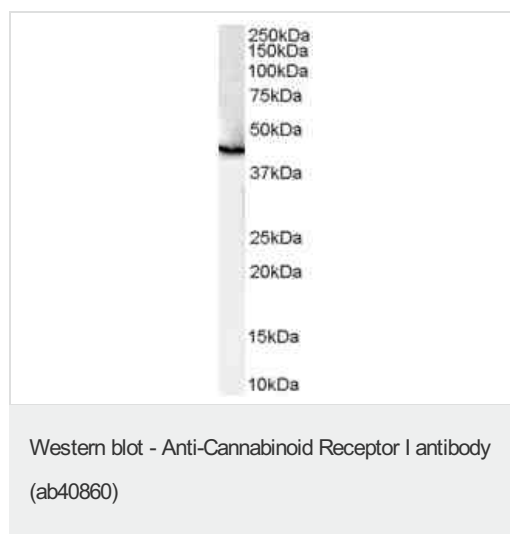 250kDa
150kDa
100kDa
75kDa
50kDa
37kDa
25kDa
20kDa
15kDa
10kDa
Western blot - Anti-Cannabinoid Receptor I antibody
(ab40860)